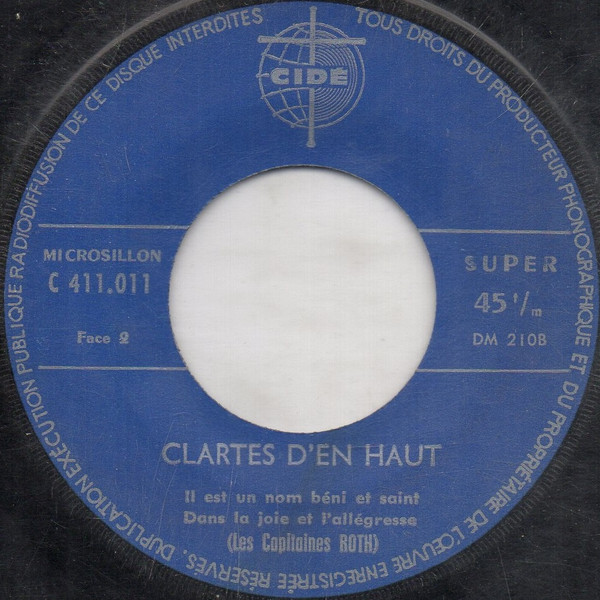 TOUS DROITS DU PRODUCTEUR PHONOGRAPHIQUE ET DU PROPRIÉTAIRE DE L'ŒUVRE ENREGISTRÉE RÉSERVÉS. DUPLICATION EXÉCUTION PUBLIQUE RADIODIFFUSION DE CE DISQUE INTERDITES
CIDÉ
MICROSILLON
C 411.011
Face 2
SUPER
45 t/m
DM 210B
CLARTES D'EN HAUT
Il est un nom béni et saint
Dans la joie et l'allégresse
(Les Capitaines ROTH)